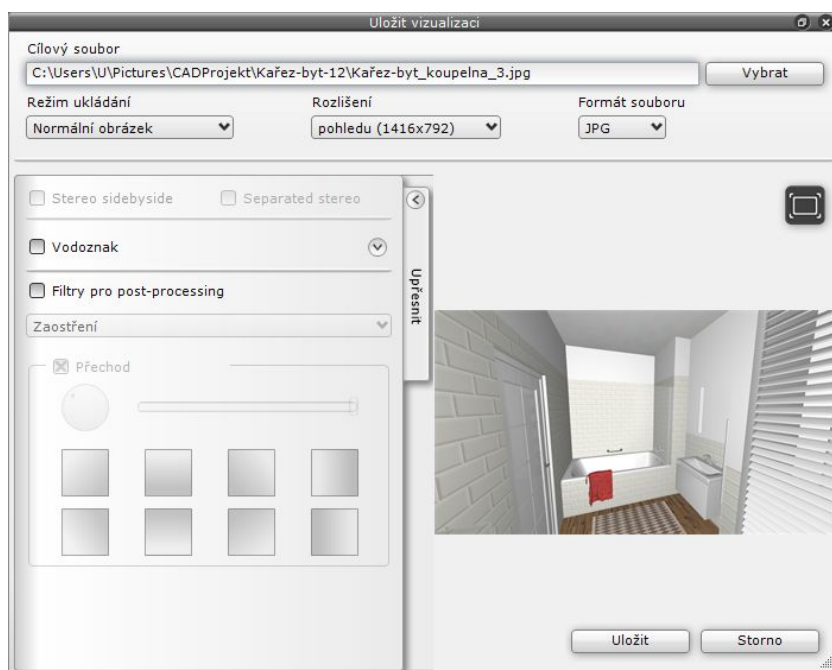 Uložit vizualizaci
Cílový soubor
C:\Users\U\Pictures\CADProjekt\Kařez-byt-12\Kařez-byt_koupelna_3.jpg
Vybrat
Režim ukládání
Rozlišení
Formát souboru
Normální obrázek
pohledu (1416x792)
JPG
Stereo sidebyside
Separated stereo
Vodoznak
Filtry pro post-processing
Zaostření
Přechod
Upřesnit
Uložit
Storno